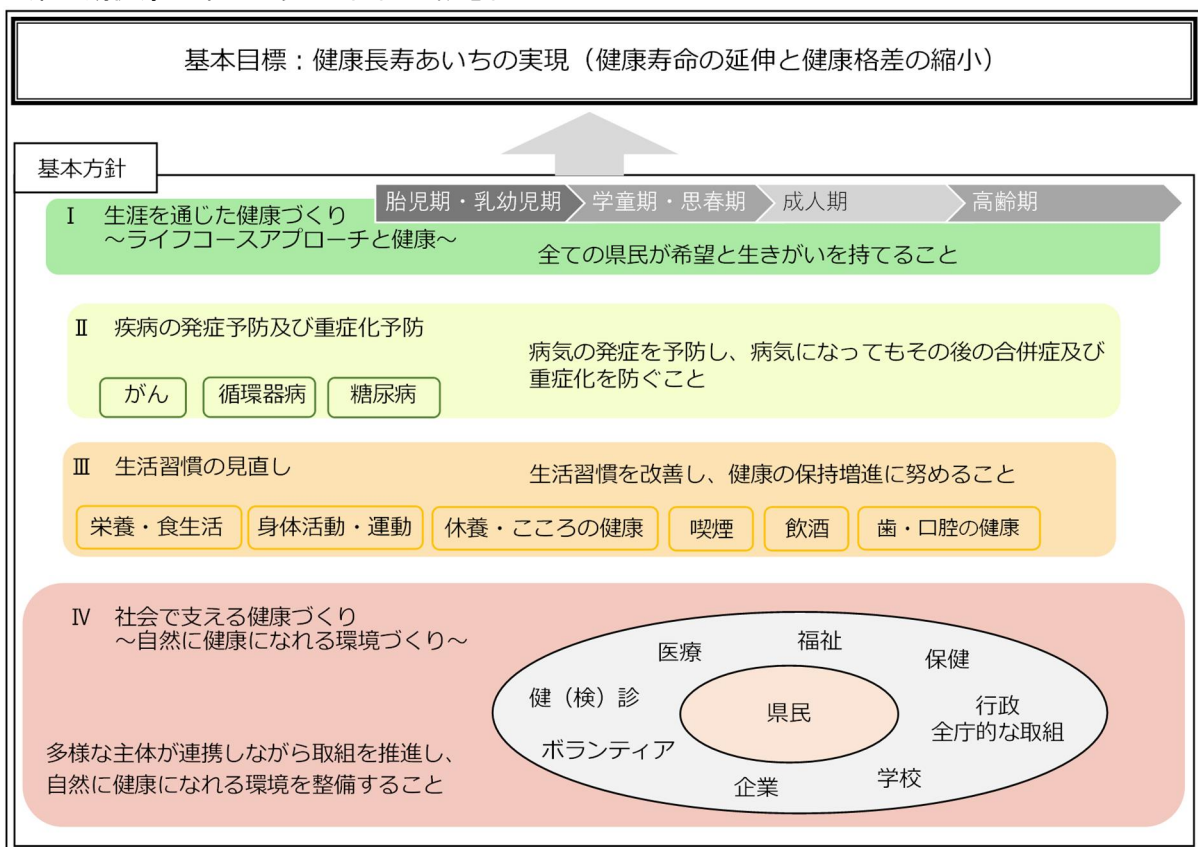 基本目標：健康長寿あいちの実現（健康寿命の延伸と健康格差の縮小）
基本方針
胎児期・乳幼児期
学童期・思春期
成人期
高齢期
Ⅰ 生涯を通じた健康づくり
～ライフコースアプローチと健康～
全ての県民が希望と生きがいを持てること
Ⅱ 疾病の発症予防及び重症化予防
病気の発症を予防し、病気になってもその後の合併症及び
重症化を防ぐこと
がん
循環器病
糖尿病
Ⅲ 生活習慣の見直し
生活習慣を改善し、健康の保持増進に努めること
栄養・食生活
身体活動・運動
休養・こころの健康
喫煙
飲酒
歯・口腔の健康
Ⅳ 社会で支える健康づくり
～自然に健康になれる環境づくり～
多様な主体が連携しながら取組を推進し、
自然に健康になれる環境を整備すること
医療
福祉
保健
健（検）診
県民
行政
全庁的な取組
ボランティア
企業
学校